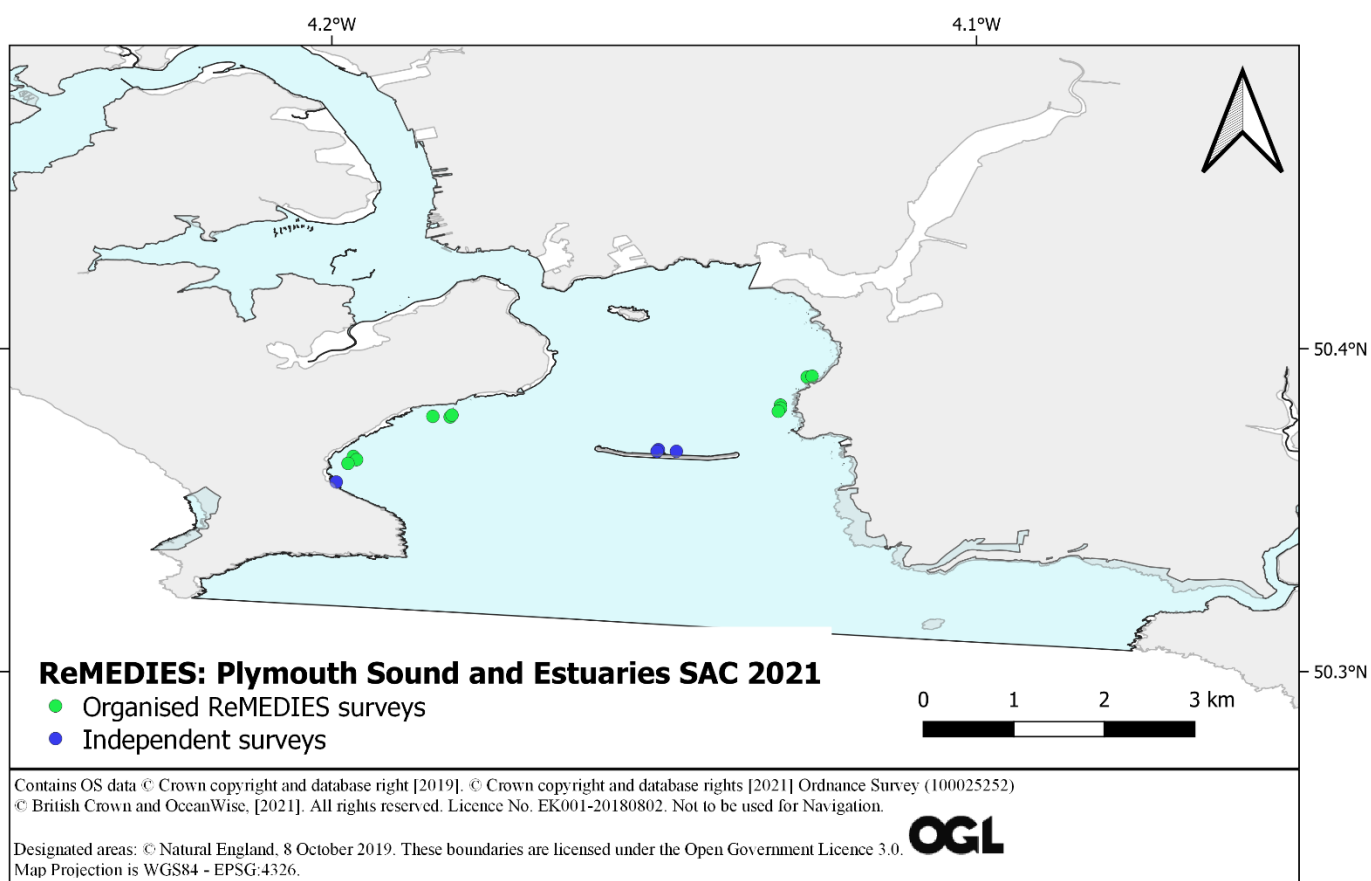 4.2°W 4.1°W
50.4°N
50.3°N
ReMEDIES: Plymouth Sound and Estuaries SAC 2021
Organised ReMEDIES surveys
Independent surveys
0 1 2 3 km
Contains OS data © Crown copyright and database right [2019]. © Crown copyright and database rights [2021] Ordnance Survey (100025252)
© British Crown and OceanWise, [2021]. All rights reserved. Licence No. EK001-20180802. Not to be used for Navigation.
OGL
Designated areas: © Natural England, 8 October 2019. These boundaries are licensed under the Open Government Licence 3.0.
Map Projection is WGS84 - EPSG:4326.